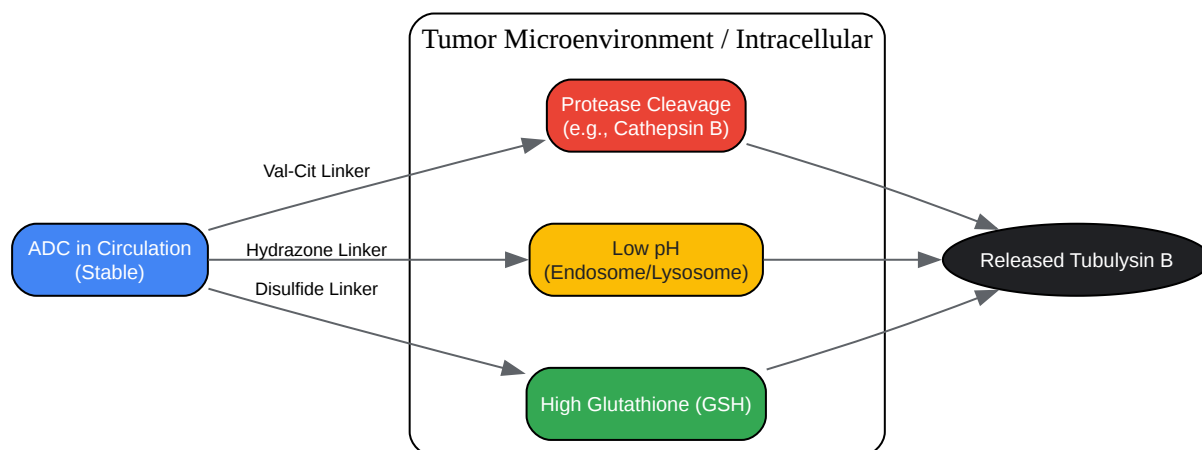 Tumor Microenvironment / Intracellular
Protease Cleavage
(e.g., Cathepsin B)
Val-Cit Linker
ADC in Circulation
(Stable)
Hydrazone Linker
Low pH
(Endosome/Lysosome)
Released Tubulysin B
Disulfide Linker
High Glutathione (GSH)